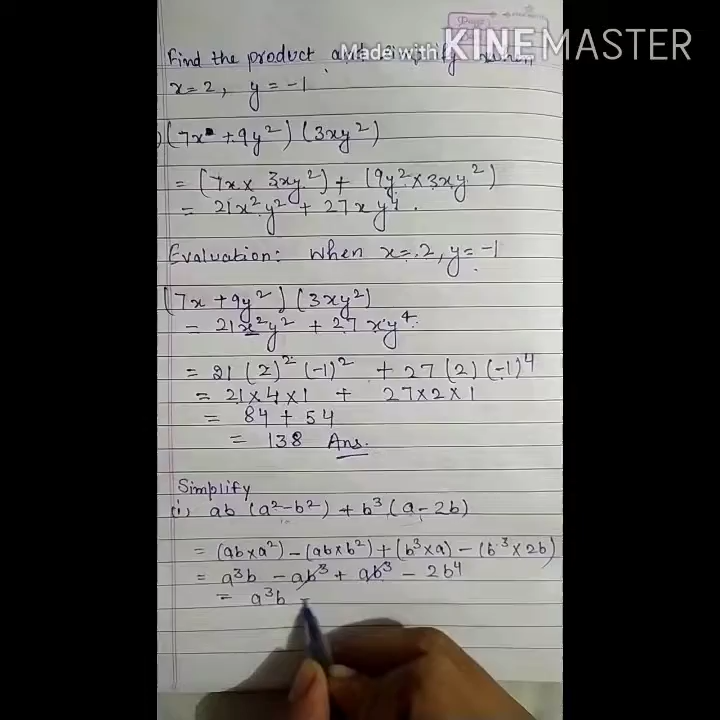 Find the product and simplify
Made with KINEMASTER
x = 2, y = -1
(7x + 9y²) (3xy²)
= (7x × 3xy²) + (9y² × 3xy²)
= 21x²y² + 27xy⁴.
Evaluation: When x = 2, y = -1
(7x + 9y²) (3xy²)
= 21x²y² + 27xy⁴
= 21 (2)² (-1)² + 27 (2) (-1)⁴
= 21 × 4 × 1 + 27 × 2 × 1
= 84 + 54
= 138 Ans.
Simplify
(i) ab (a² - b²) + b³ (a - 2b)
= (ab × a²) - (ab × b²) + (b³ × a) - (b³ × 2b)
= a³b - ab³ + ab³ - 2b⁴
= a³b -